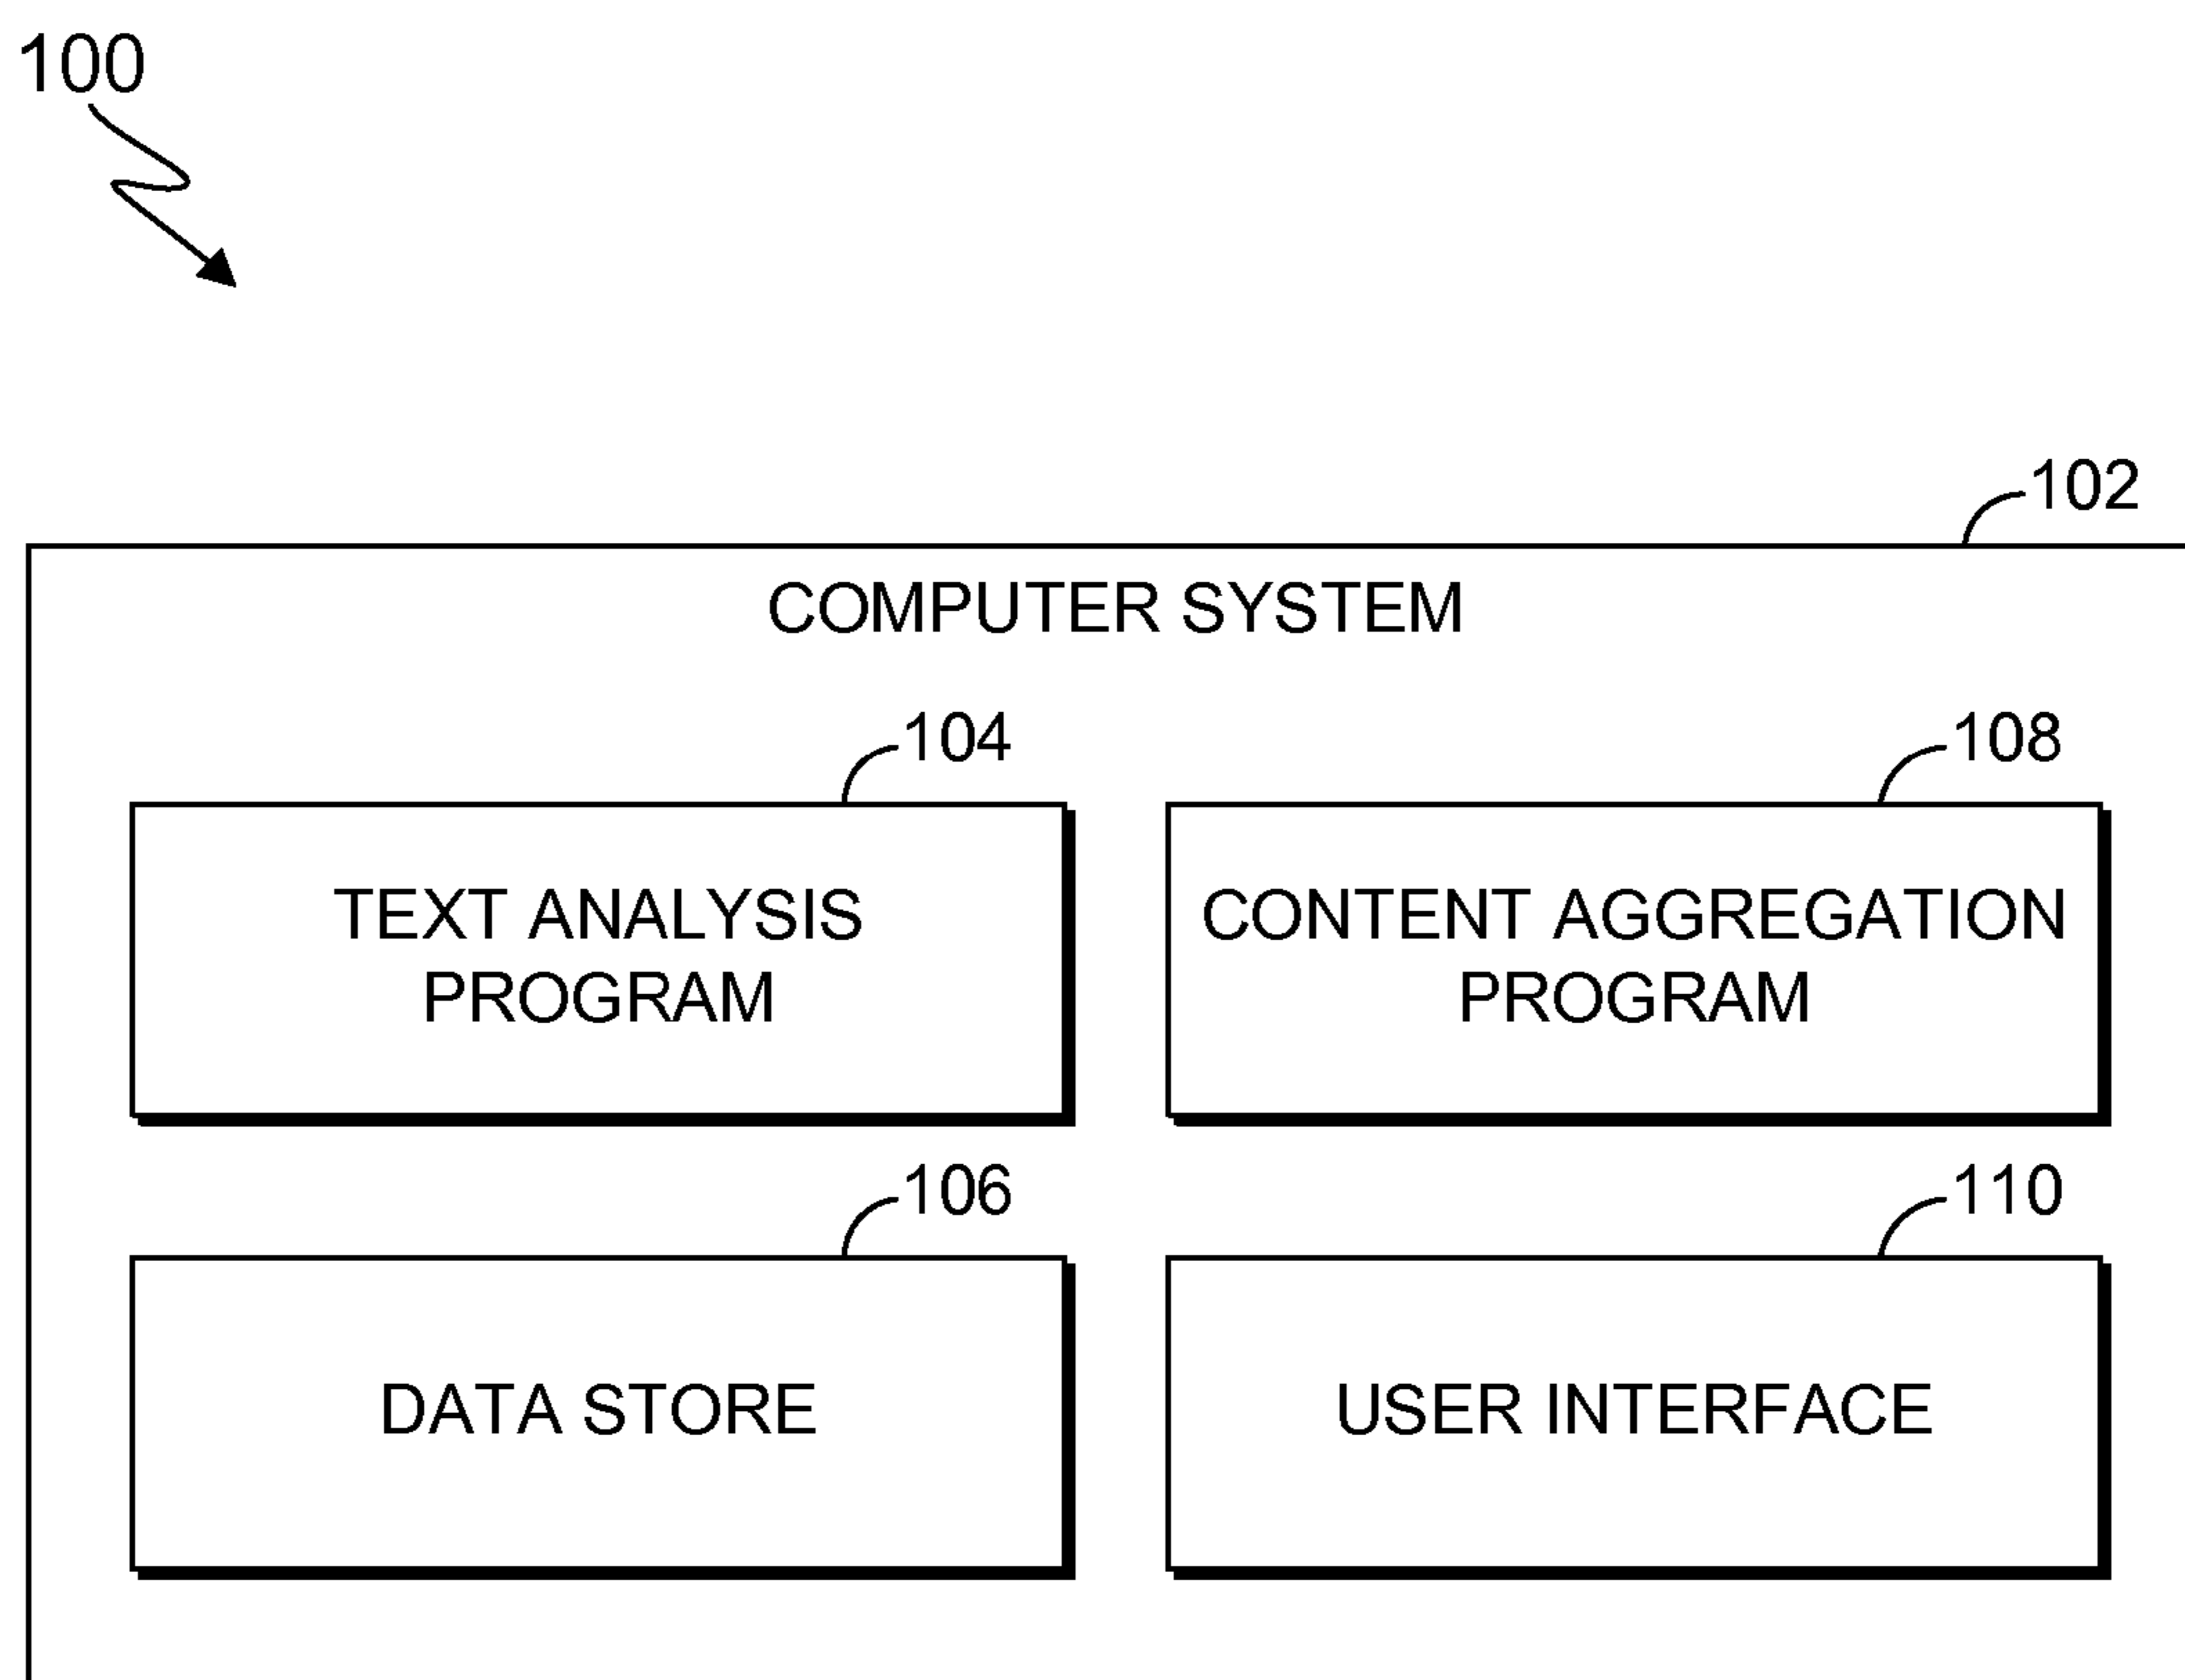 100
102
COMPUTER SYSTEM
104
TEXT ANALYSIS
PROGRAM
108
CONTENT AGGREGATION
PROGRAM
106
DATA STORE
110
USER INTERFACE